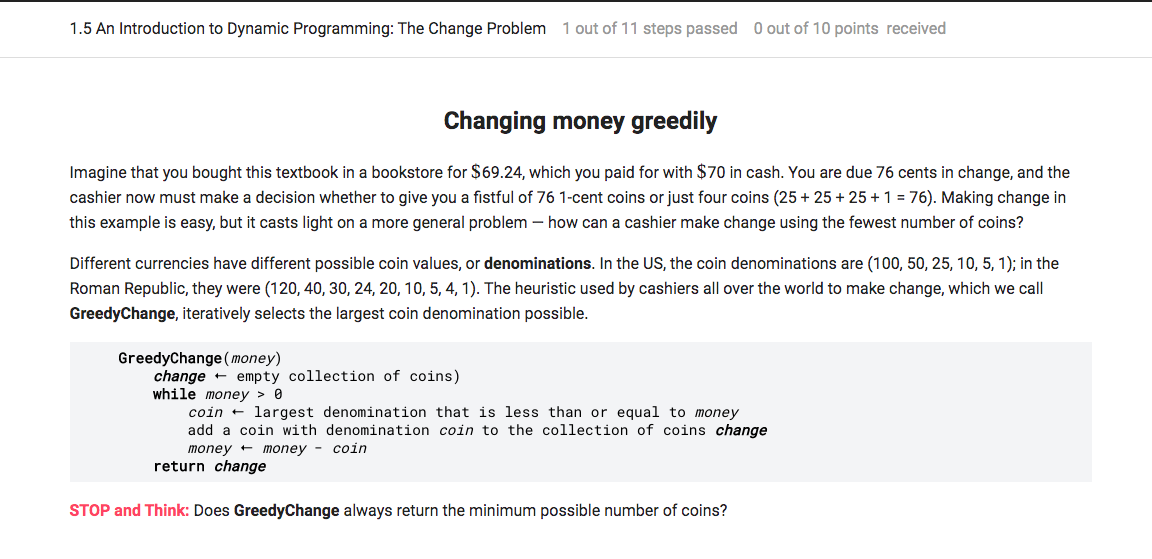 1.5 An Introduction to Dynamic Programming: The Change Problem 1 out of 11 steps passed 0 out of 10 points received
Changing money greedily
Imagine that you bought this textbook in a bookstore for $69.24, which you paid for with $70 in cash. You are due 76 cents in change, and the
cashier now must make a decision whether to give you a fistful of 76 1-cent coins or just four coins (25 + 25 + 25 + 1 = 76). Making change in
this example is easy, but it casts light on a more general problem — how can a cashier make change using the fewest number of coins?
Different currencies have different possible coin values, or denominations. In the US, the coin denominations are (100, 50, 25, 10, 5, 1); in the
Roman Republic, they were (120, 40, 30, 24, 20, 10, 5, 4, 1). The heuristic used by cashiers all over the world to make change, which we call
GreedyChange, iteratively selects the largest coin denomination possible.
GreedyChange(money)
change ← empty collection of coins)
while money > 0
coin ← largest denomination that is less than or equal to money
add a coin with denomination coin to the collection of coins change
money ← money - coin
return change
STOP and Think: Does GreedyChange always return the minimum possible number of coins?